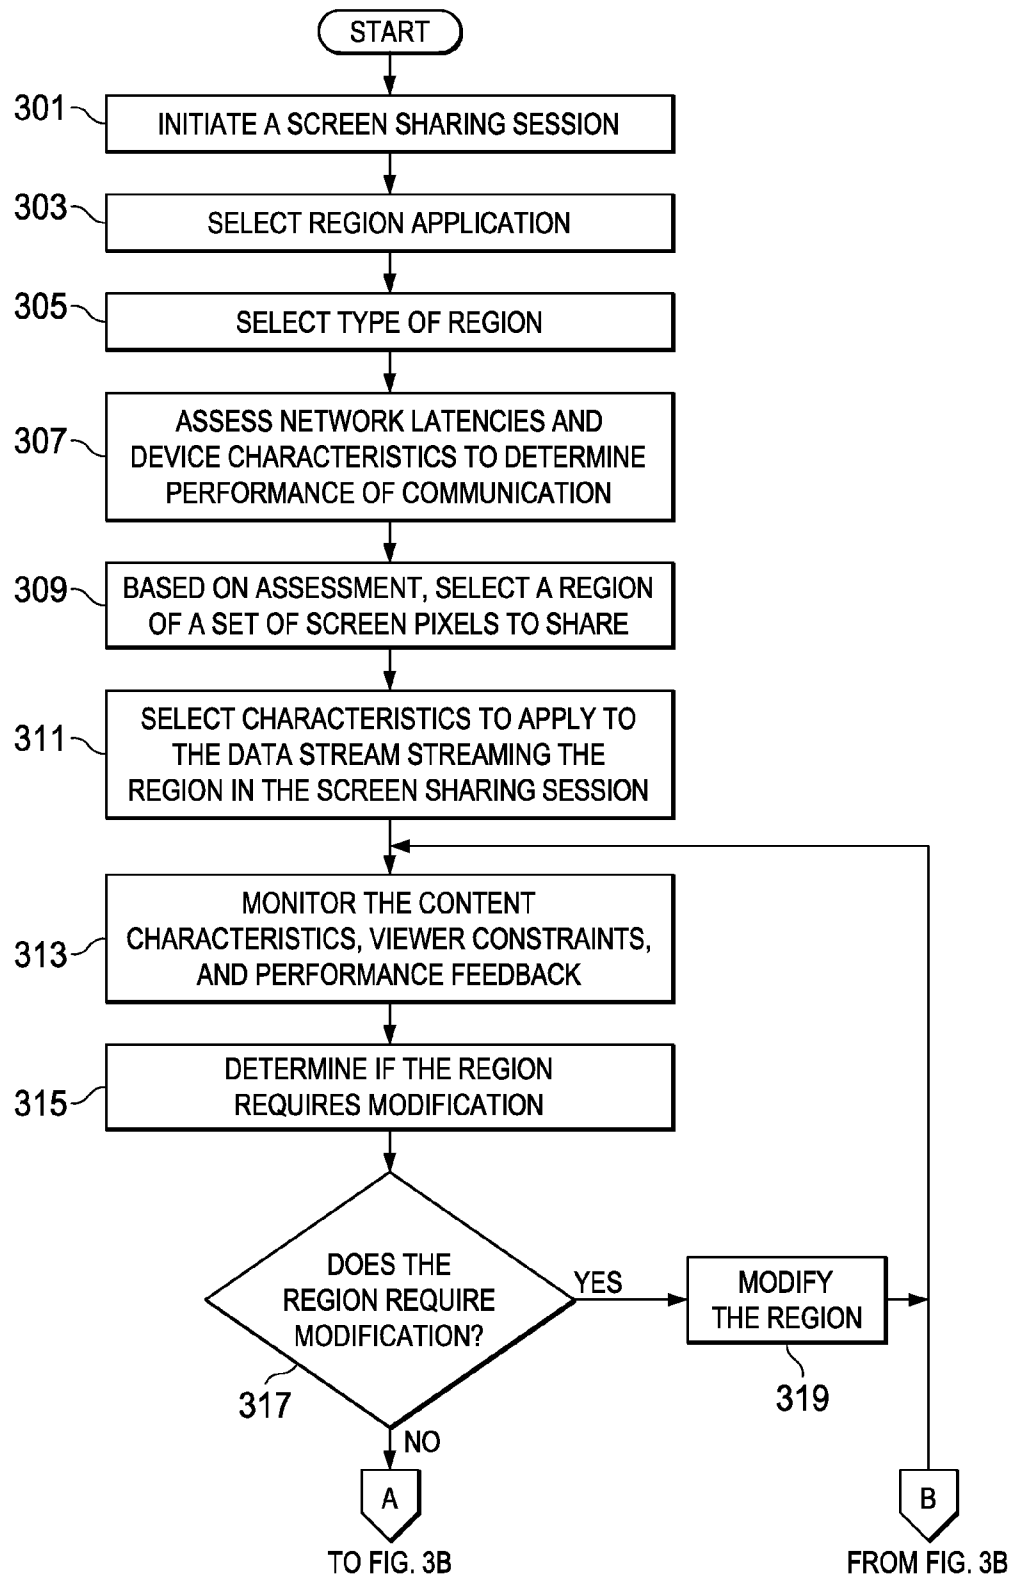 START
301
INITIATE A SCREEN SHARING SESSION
303
SELECT REGION APPLICATION
305
SELECT TYPE OF REGION
307
ASSESS NETWORK LATENCIES AND
DEVICE CHARACTERISTICS TO DETERMINE
PERFORMANCE OF COMMUNICATION
309
BASED ON ASSESSMENT, SELECT A REGION
OF A SET OF SCREEN PIXELS TO SHARE
311
SELECT CHARACTERISTICS TO APPLY TO
THE DATA STREAM STREAMING THE
REGION IN THE SCREEN SHARING SESSION
313
MONITOR THE CONTENT
CHARACTERISTICS, VIEWER CONSTRAINTS,
AND PERFORMANCE FEEDBACK
315
DETERMINE IF THE REGION
REQUIRES MODIFICATION
DOES THE
REGION REQUIRE
MODIFICATION?
317
YES
MODIFY
THE REGION
319
NO
A
TO FIG. 3B
B
FROM FIG. 3B